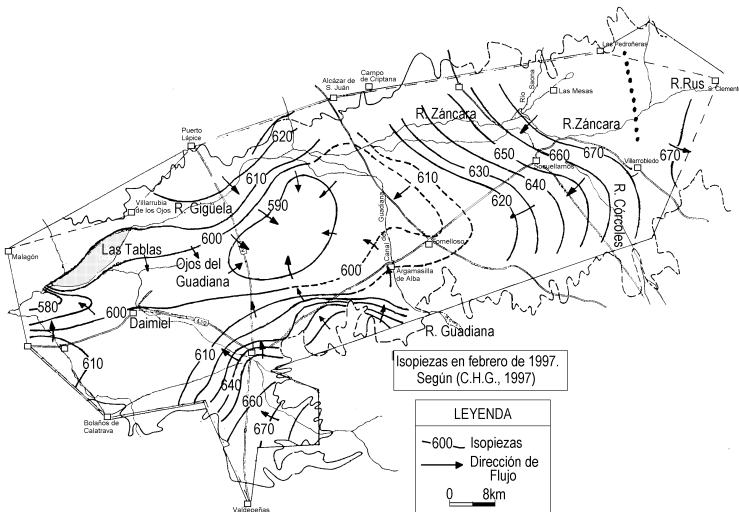 Las Pedroñeras
Campo
de Criptana
Alcázar de
S. Juán
Río
Saona
Las Mesas
R.Rus
S. Clemente
R.Záncara
R.Záncara
Puerto
Lápice
620
650
660
670
670
Villarrobledo
610
610
630
640
Socuellamos
620
Villarrubia
de los Ojos
R. Gigüela
590
R. Córcoles
Canal del Guadiana
Las Tablas
600
Malagón
Ojos del
Guadiana
Tomelloso
600
Argamasilla
de Alba
580
600
Daimiel
R. Guadiana
610
610
640
660
670
Bolaños de
Calatrava
Valdepeñas
Isopiezas en febrero de 1997.
Según (C.H.G., 1997)
LEYENDA
600 Isopiezas
Dirección de
Flujo
0 8km